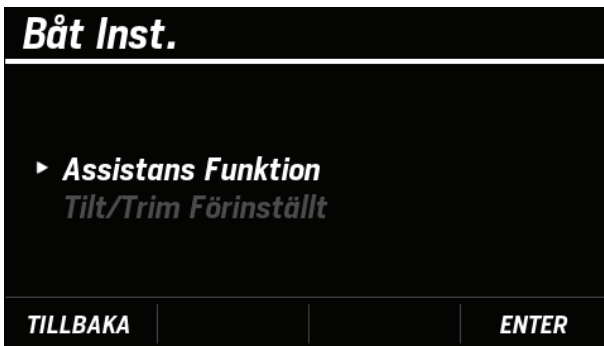 Båt Inst.
Assistans Funktion
Tilt/Trim Förinställt
TILLBAKA ENTER